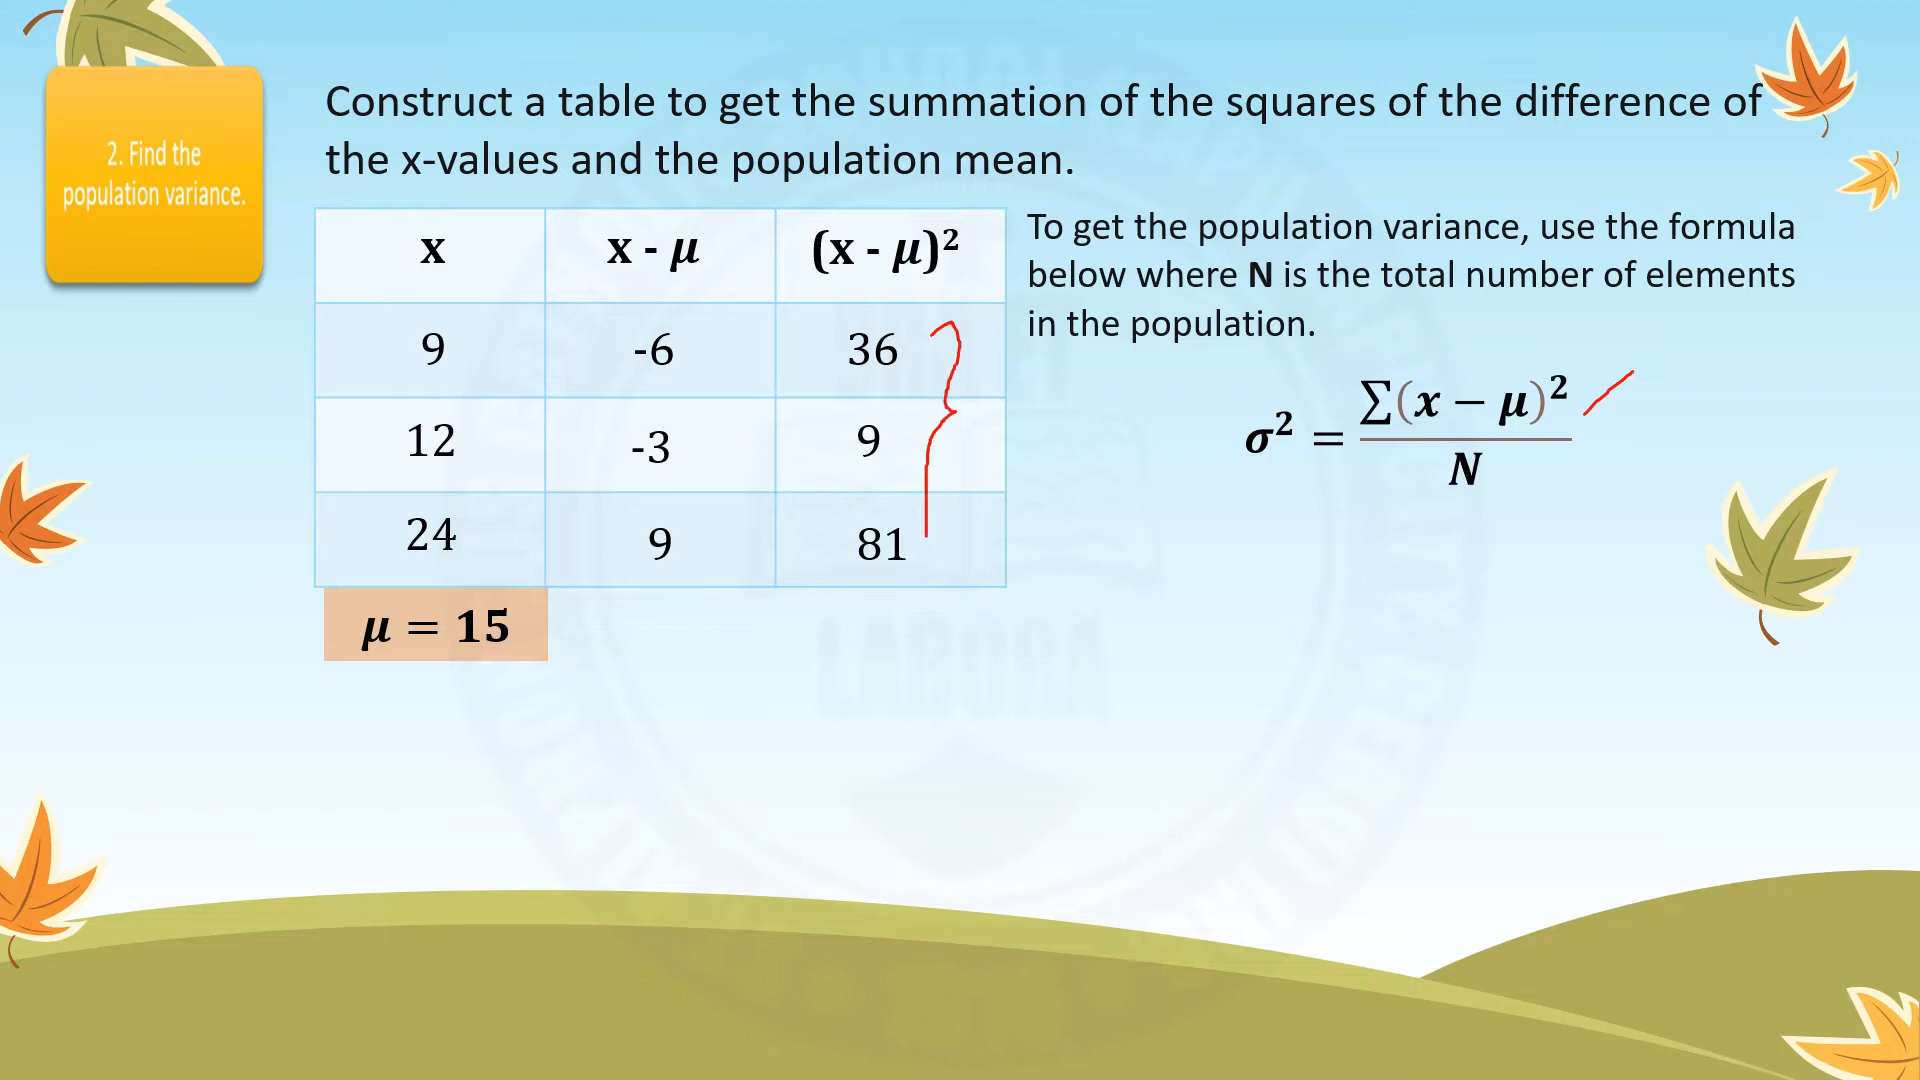 2. Find the
population variance.
Construct a table to get the summation of the squares of the difference of
the x-values and the population mean.
x x - μ (x - μ)²
9 -6 36
12 -3 9
24 9 81
μ = 15
To get the population variance, use the formula
below where N is the total number of elements
in the population.
σ² = ∑(x − μ)² / N
LABORA